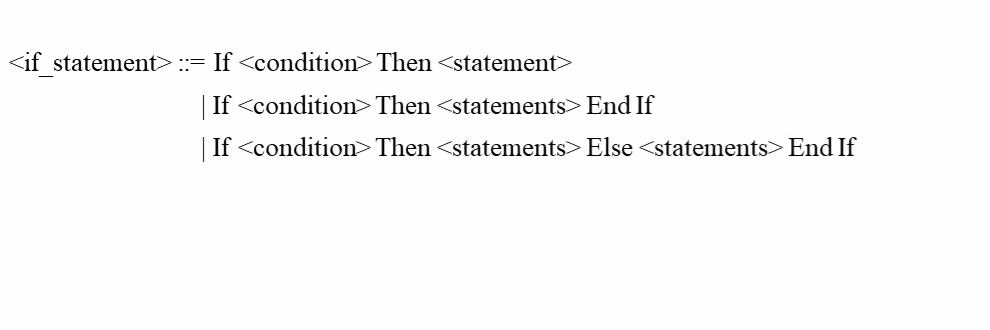 <if_statement> ::= If <condition> Then <statement>
| If <condition> Then <statements> End If
| If <condition> Then <statements> Else <statements> End If